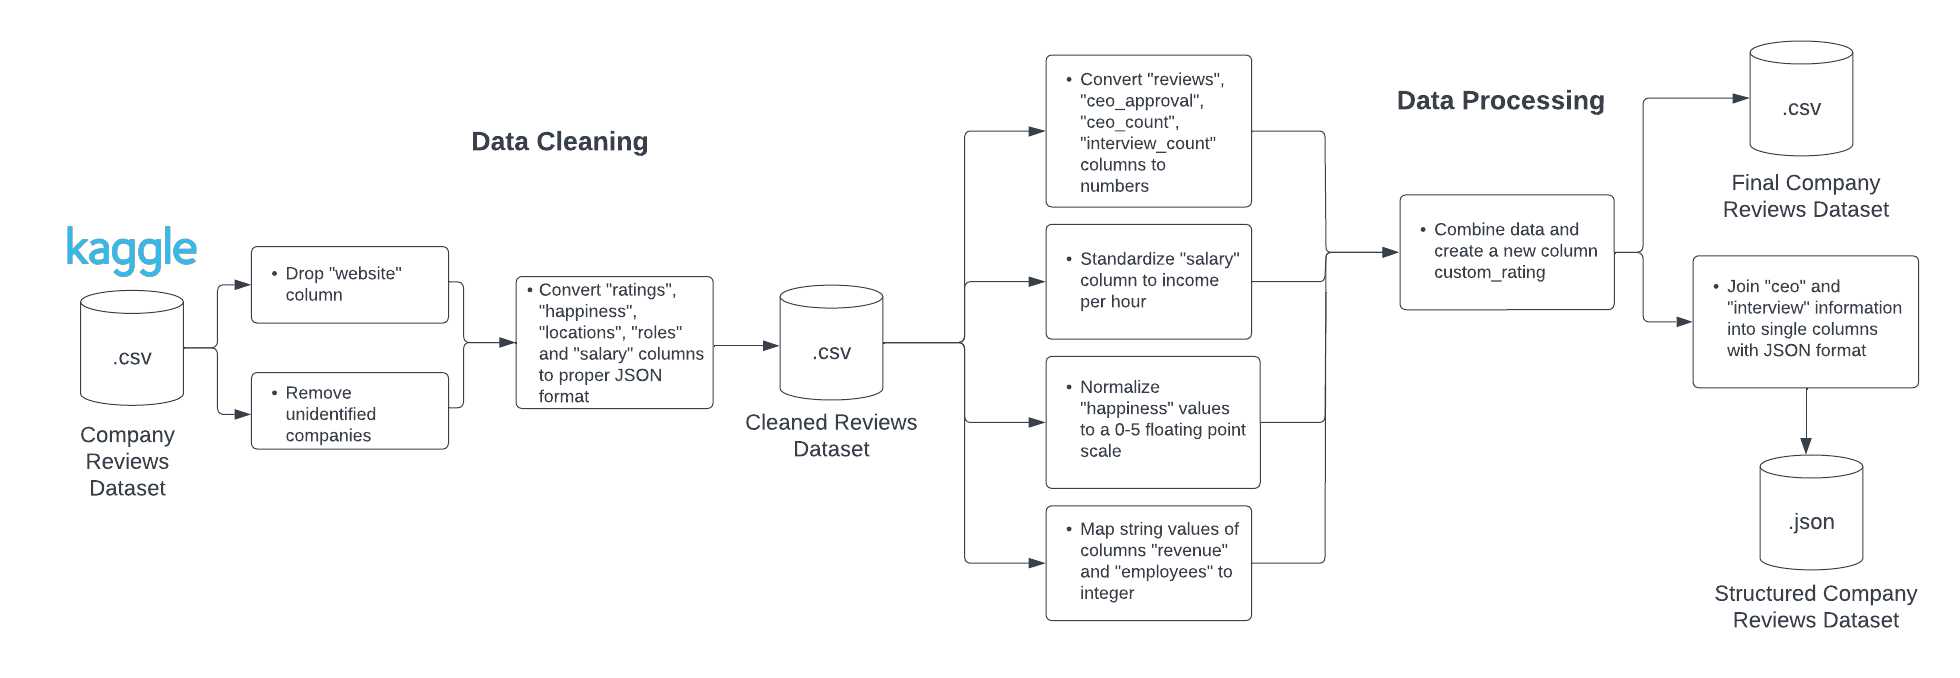 Data Cleaning
kaggle
.csv
Company
Reviews
Dataset
• Drop "website"
column
• Remove
unidentified
companies
• Convert "ratings",
"happiness",
"locations", "roles"
and "salary" columns
to proper JSON
format
.csv
Cleaned Reviews
Dataset
Data Processing
• Convert "reviews",
"ceo_approval",
"ceo_count",
"interview_count"
columns to
numbers
• Standardize "salary"
column to income
per hour
• Normalize
"happiness" values
to a 0-5 floating point
scale
• Map string values of
columns "revenue"
and "employees" to
integer
• Combine data and
create a new column
custom_rating
.csv
Final Company
Reviews Dataset
• Join "ceo" and
"interview" information
into single columns
with JSON format
.json
Structured Company
Reviews Dataset